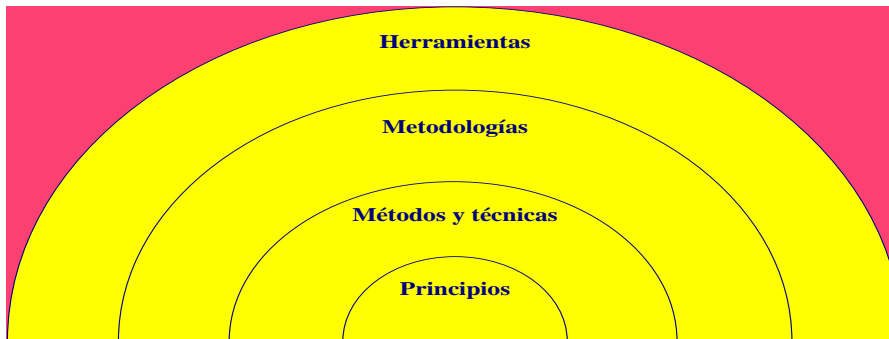 Herramientas
Metodologías
Métodos y técnicas
Principios